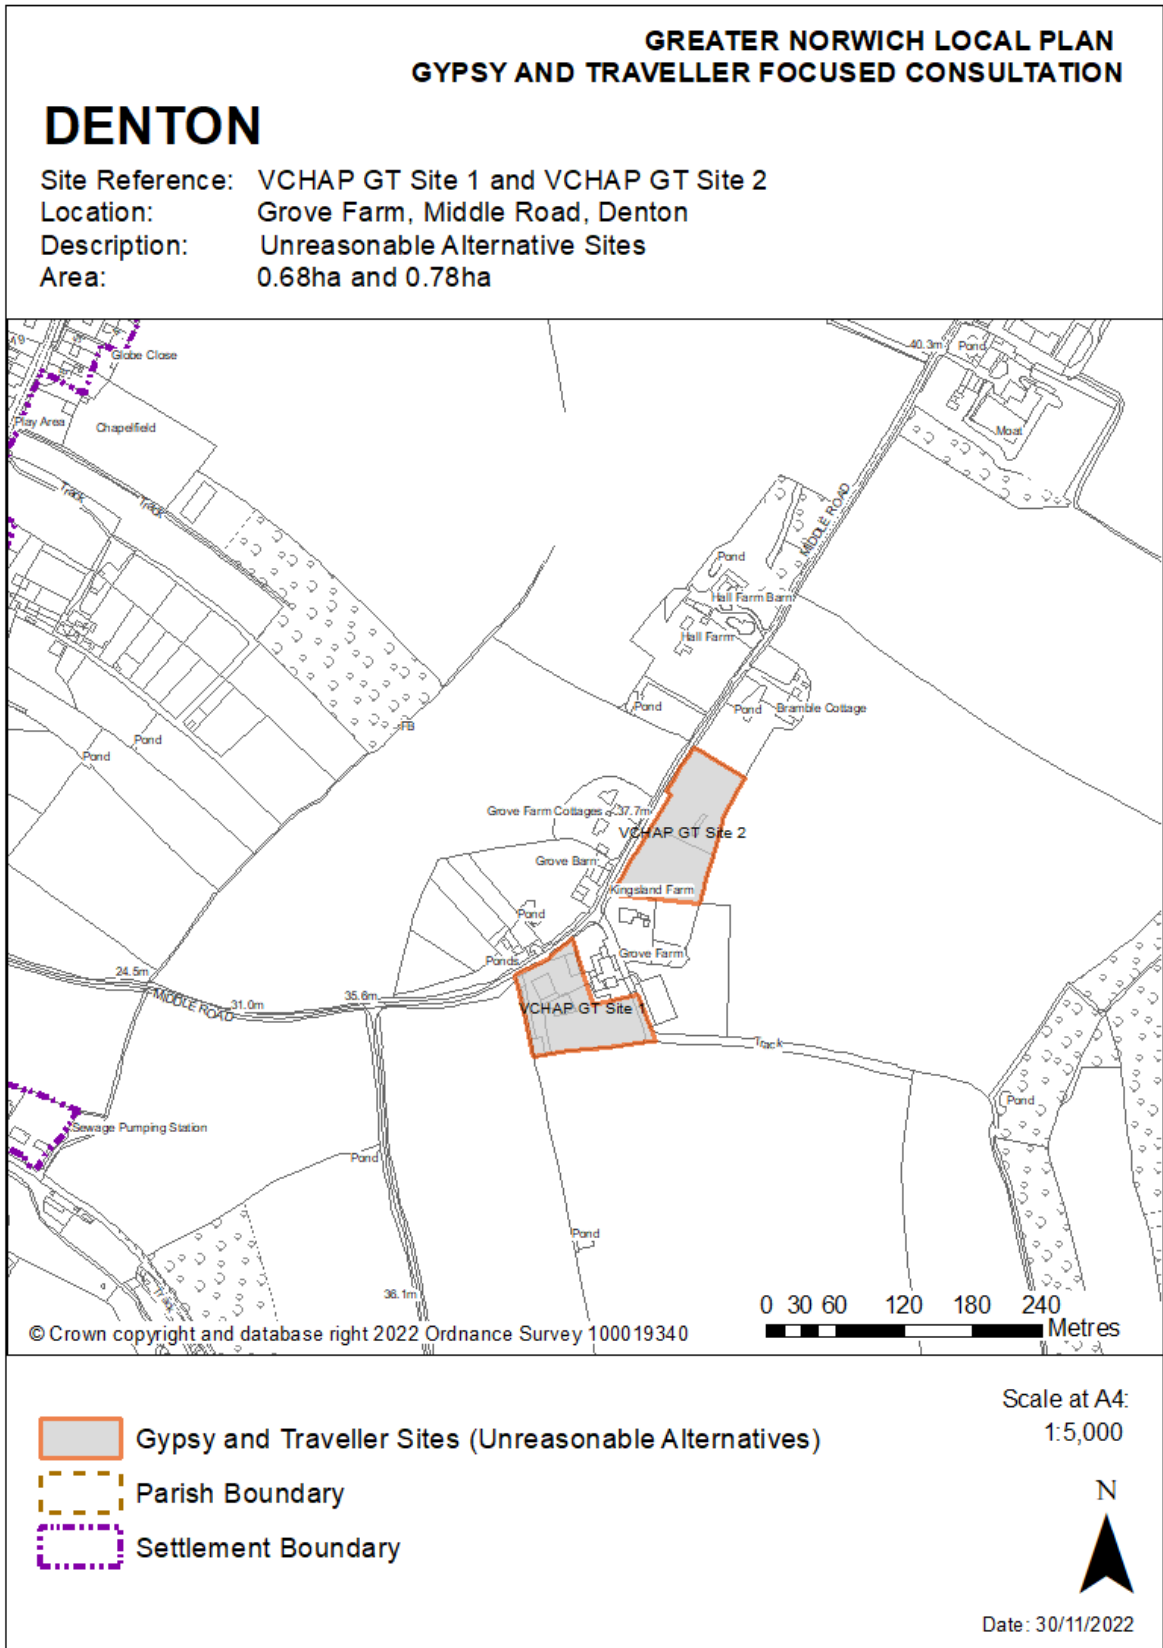 GREATER NORWICH LOCAL PLAN
GYPSY AND TRAVELLER FOCUSED CONSULTATION
DENTON
Site Reference: VCHAP GT Site 1 and VCHAP GT Site 2
Location: Grove Farm, Middle Road, Denton
Description: Unreasonable Alternative Sites
Area: 0.68ha and 0.78ha
Globe Close
40.3m
Pond
Play Area
Chapelfield
Moat
Track
Track
MIDDLE ROAD
Pond
Hall Farm Barn
Hall Farm
Pond
Pond
Bramble Cottage
FB
Pond
Pond
Grove Farm Cottages
37.7m
VCHAP GT Site 2
Grove Barn
Kingsland Farm
Pond
Grove Farm
Ponds
24.5m
MIDDLE ROAD
31.0m
35.6m
VCHAP GT Site 1
Track
Pond
Sewage Pumping Station
Pond
Pond
Track
36.1m
0 30 60 120 180 240
Metres
© Crown copyright and database right 2022 Ordnance Survey 100019340
Scale at A4:
1:5,000
Gypsy and Traveller Sites (Unreasonable Alternatives)
Parish Boundary
Settlement Boundary
N
Date: 30/11/2022